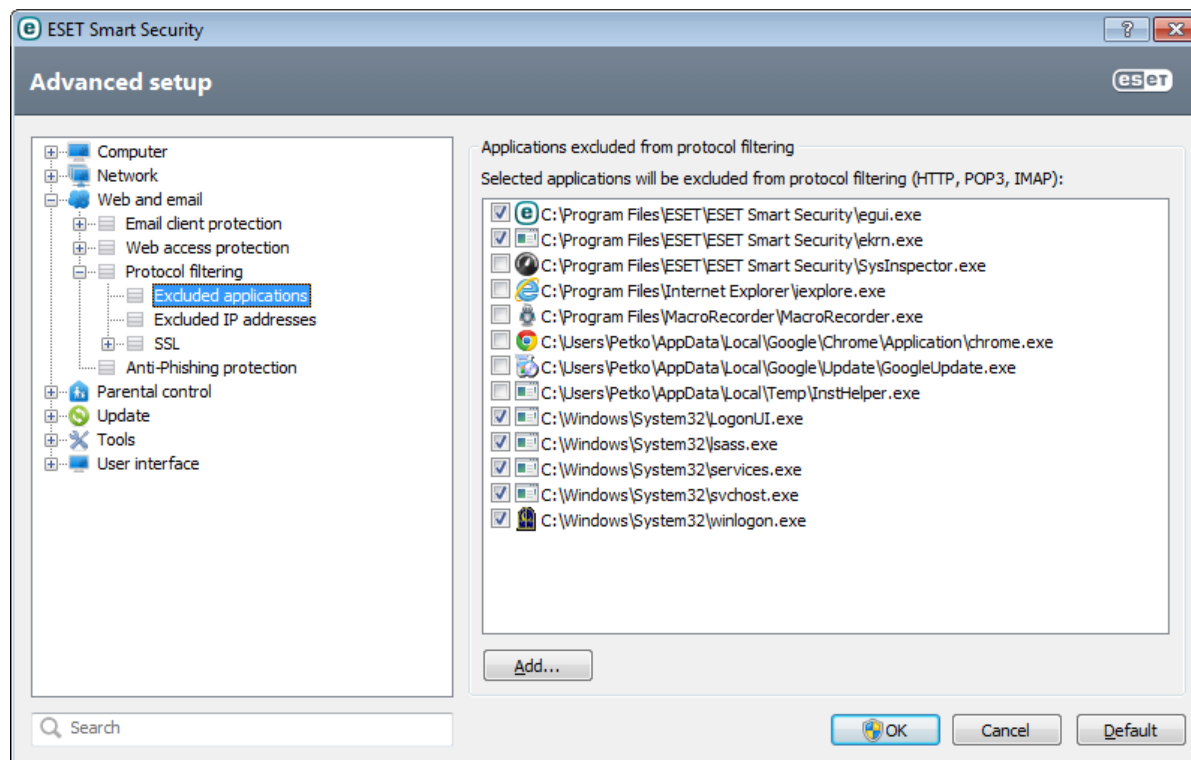 ESET Smart Security
Advanced setup
eset
Computer
Network
Web and email
Email client protection
Web access protection
Protocol filtering
Excluded applications
Excluded IP addresses
SSL
Anti-Phishing protection
Parental control
Update
Tools
User interface
Search
Applications excluded from protocol filtering
Selected applications will be excluded from protocol filtering (HTTP, POP3, IMAP):
C:\Program Files\ESET\ESET Smart Security\egui.exe
C:\Program Files\ESET\ESET Smart Security\ekrn.exe
C:\Program Files\ESET\ESET Smart Security\SysInspector.exe
C:\Program Files\Internet Explorer\iexplore.exe
C:\Program Files\MacroRecorder\MacroRecorder.exe
C:\Users\Petko\AppData\Local\Google\Chrome\Application\chrome.exe
C:\Users\Petko\AppData\Local\Google\Update\GoogleUpdate.exe
C:\Users\Petko\AppData\Local\Temp\InstHelper.exe
C:\Windows\System32\LogonUI.exe
C:\Windows\System32\lsass.exe
C:\Windows\System32\services.exe
C:\Windows\System32\svchost.exe
C:\Windows\System32\winlogon.exe
Add...
OK
Cancel
Default